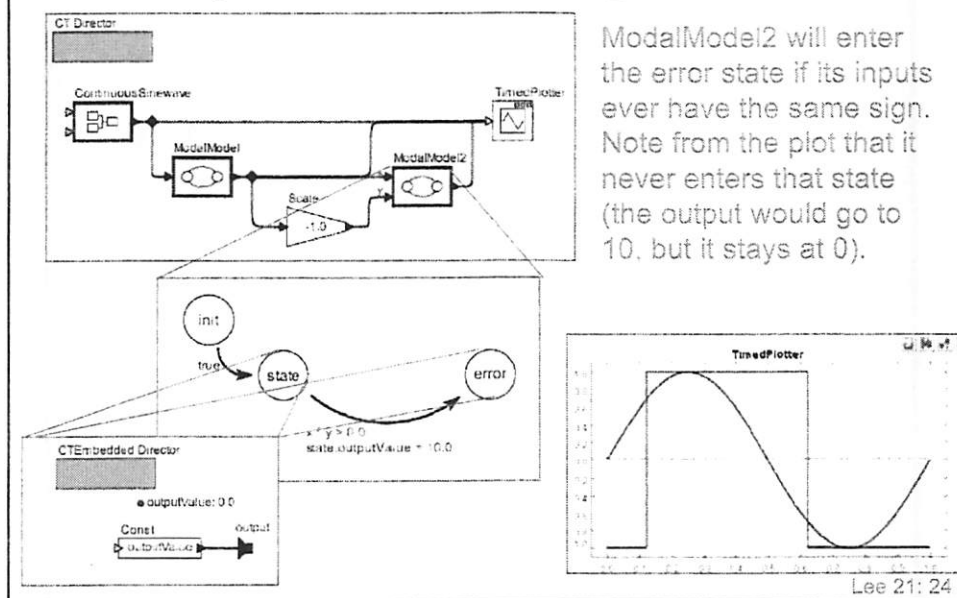 CT Director
ContinuousSinewave
ModalModel
Scale
-1.0
ModalModel2
TimedPlotter
ModalModel2 will enter
the error state if its inputs
ever have the same sign.
Note from the plot that it
never enters that state
(the output would go to
10, but it stays at 0).
init
true
state
error
x * y > 0.0
state.outputValue = 10.0
CTEmbedded Director
outputValue: 0.0
Const
outputValue
output
TimedPlotter
Lee 21: 24